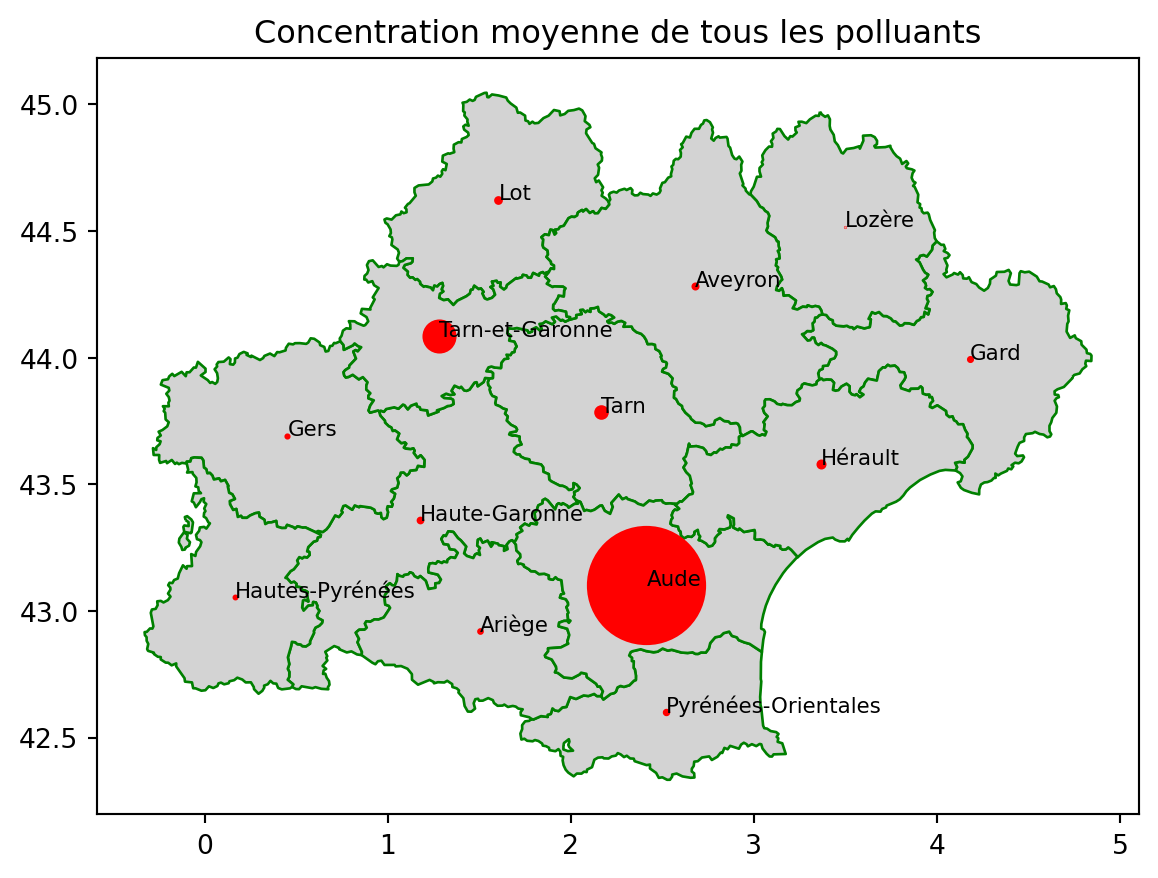 Concentration moyenne de tous les polluants
45.0
44.5
44.0
43.5
43.0
42.5
Lot
Lozère
Aveyron
Tarn-et-Garonne
Gard
Tarn
Gers
Hérault
Haute-Garonne
Aude
Hautes-Pyrénées
Ariège
Pyrénées-Orientales
0
1
2
3
4
5